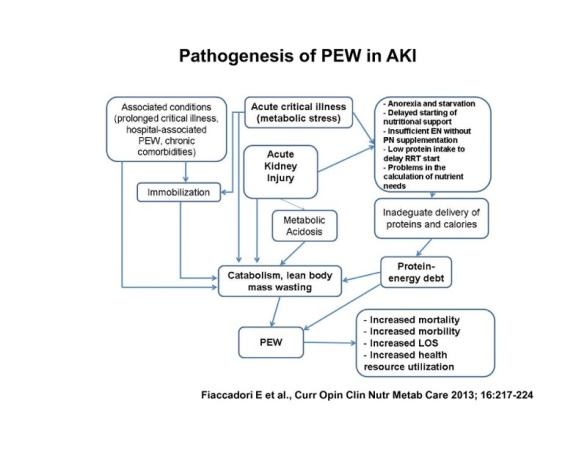 Pathogenesis of PEW in AKI
Associated conditions
(prolonged critical illness,
hospital-associated
PEW, chronic
comorbidities)
Acute critical illness
(metabolic stress)
- Anorexia and starvation
- Delayed starting of
nutritional support
- Insufficient EN without
PN supplementation
- Low protein intake to
delay RRT start
- Problems in the
calculation of nutrient
needs
Acute
Kidney
Injury
Immobilization
Metabolic
Acidosis
Inadeguate delivery of
proteins and calories
Catabolism, lean body
mass wasting
Protein-
energy debt
PEW
- Increased mortality
- Increased morbility
- Increased LOS
- Increased health
resource utilization
Fiaccadori E et al., Curr Opin Clin Nutr Metab Care 2013; 16:217-224